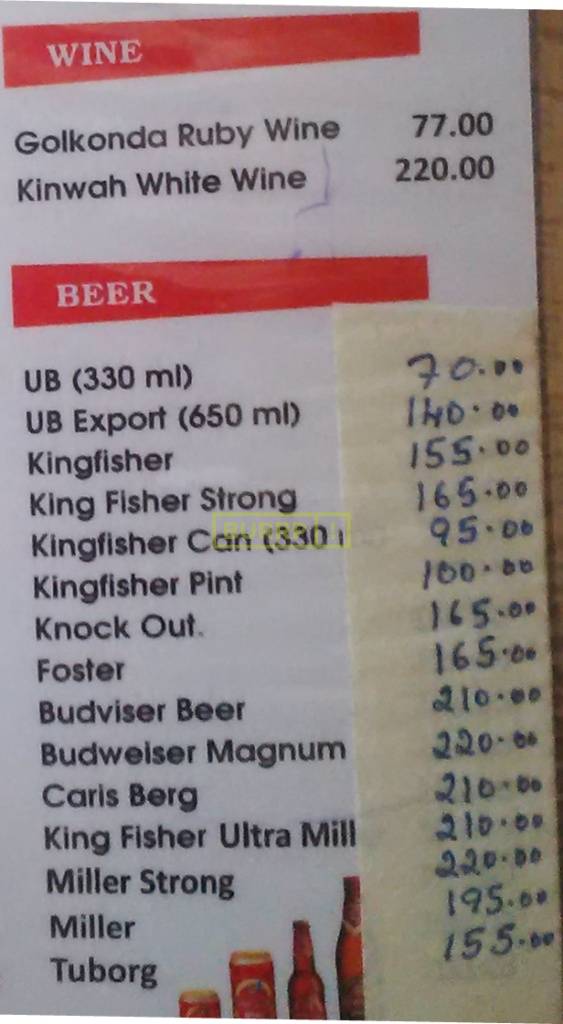 WINE
Golkonda Ruby Wine 77.00
Kinwah White Wine 220.00
BEER
UB (330 ml) 70.00
UB Export (650 ml) 140.00
Kingfisher 155.00
King Fisher Strong 165.00
Kingfisher Can (330 95.00
Kingfisher Pint 100.00
Knock Out. 165.00
Foster 165.00
Budviser Beer 210.00
Budweiser Magnum 220.00
Carls Berg 210.00
King Fisher Ultra Mill 210.00
Miller Strong 220.00
Miller 195.00
Tuborg 155.00